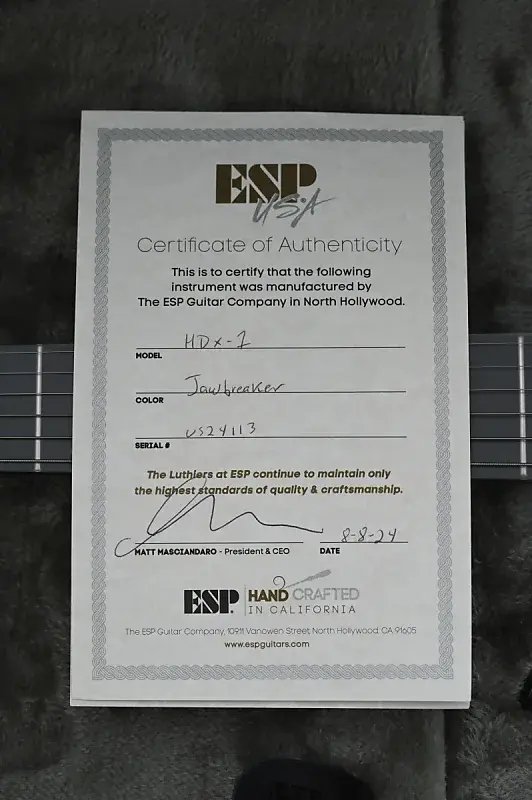 ESP
USA
Certificate of Authenticity
This is to certify that the following
instrument was manufactured by
The ESP Guitar Company in North Hollywood.
HDX-1
MODEL
Jawbreaker
COLOR
US24113
SERIAL #
The Luthiers at ESP continue to maintain only
the highest standards of quality & craftsmanship.
8-8-24
MATT MASCIANDARO - President & CEO DATE
ESP. HAND CRAFTED
IN CALIFORNIA
The ESP Guitar Company, 10911 Vanowen Street, North Hollywood, CA 91605
www.espguitars.com